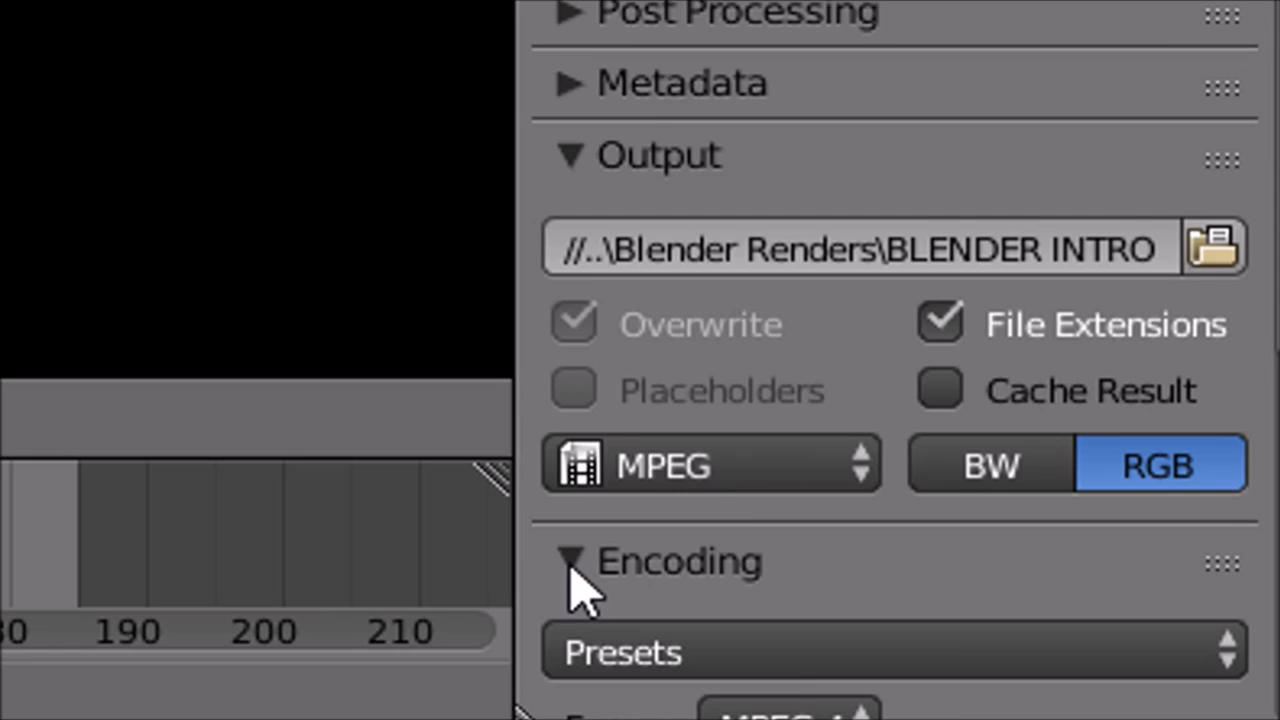 Post Processing
Metadata
Output
//..\Blender Renders\BLENDER INTRO
Overwrite
File Extensions
Placeholders
Cache Result
MPEG
BW
RGB
Encoding
190
200
210
Presets